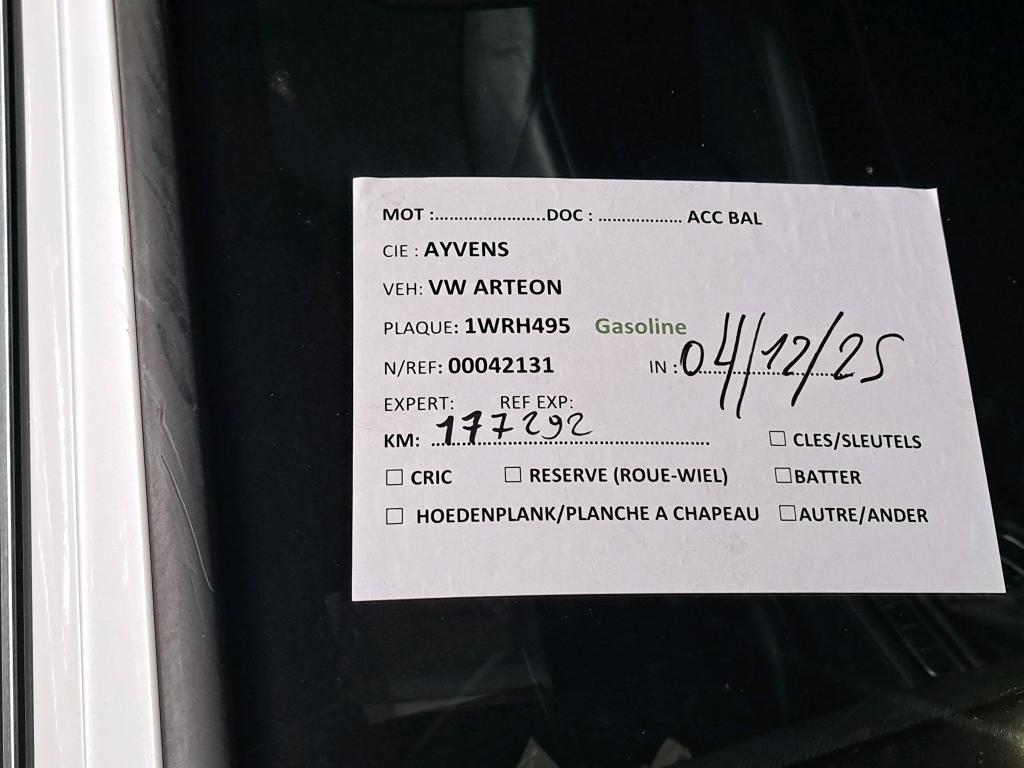 MOT :.......................DOC : ................. ACC BAL
CIE : AYVENS
VEH: VW ARTEON
PLAQUE: 1WRH495 Gasoline
N/REF: 00042131 IN : 04/12/25
EXPERT: REF EXP:
KM: 177292 ☐ CLES/SLEUTELS
☐ CRIC ☐ RESERVE (ROUE-WIEL) ☐BATTER
☐ HOEDENPLANK/PLANCHE A CHAPEAU ☐AUTRE/ANDER